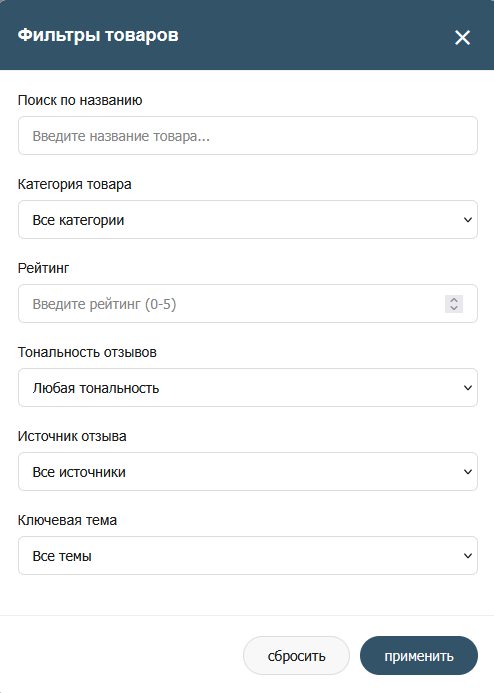 Фильтры товаров
Поиск по названию
Введите название товара...
Категория товара
Все категории
Рейтинг
Введите рейтинг (0-5)
Тональность отзывов
Любая тональность
Источник отзыва
Все источники
Ключевая тема
Все темы
сбросить
применить